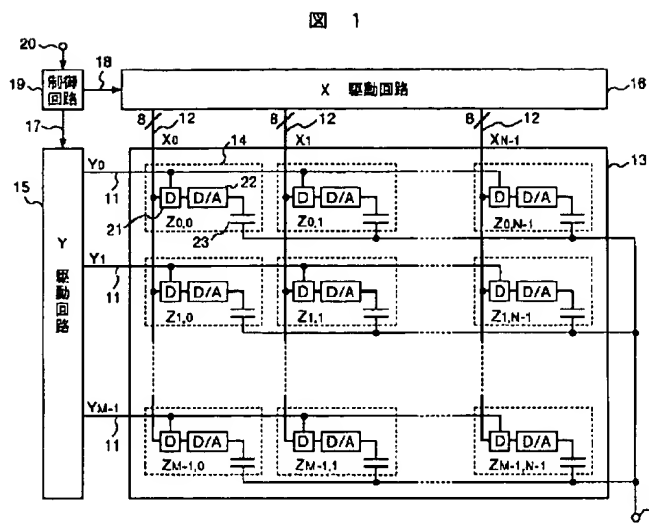 図 1
20
19
制御
回路
18
X 駆動回路
16
17
8
12
8
12
8
12
X0
X1
XN-1
14
13
15
Y 駆動回路
Y0
11
D
D/A
22
D
D/A
D
D/A
21
Z0,0
23
Z0,1
Z0,N-1
Y1
11
D
D/A
D
D/A
D
D/A
Z1,0
Z1,1
Z1,N-1
YM-1
11
D
D/A
D
D/A
D
D/A
ZM-1,0
ZM-1,1
ZM-1,N-1